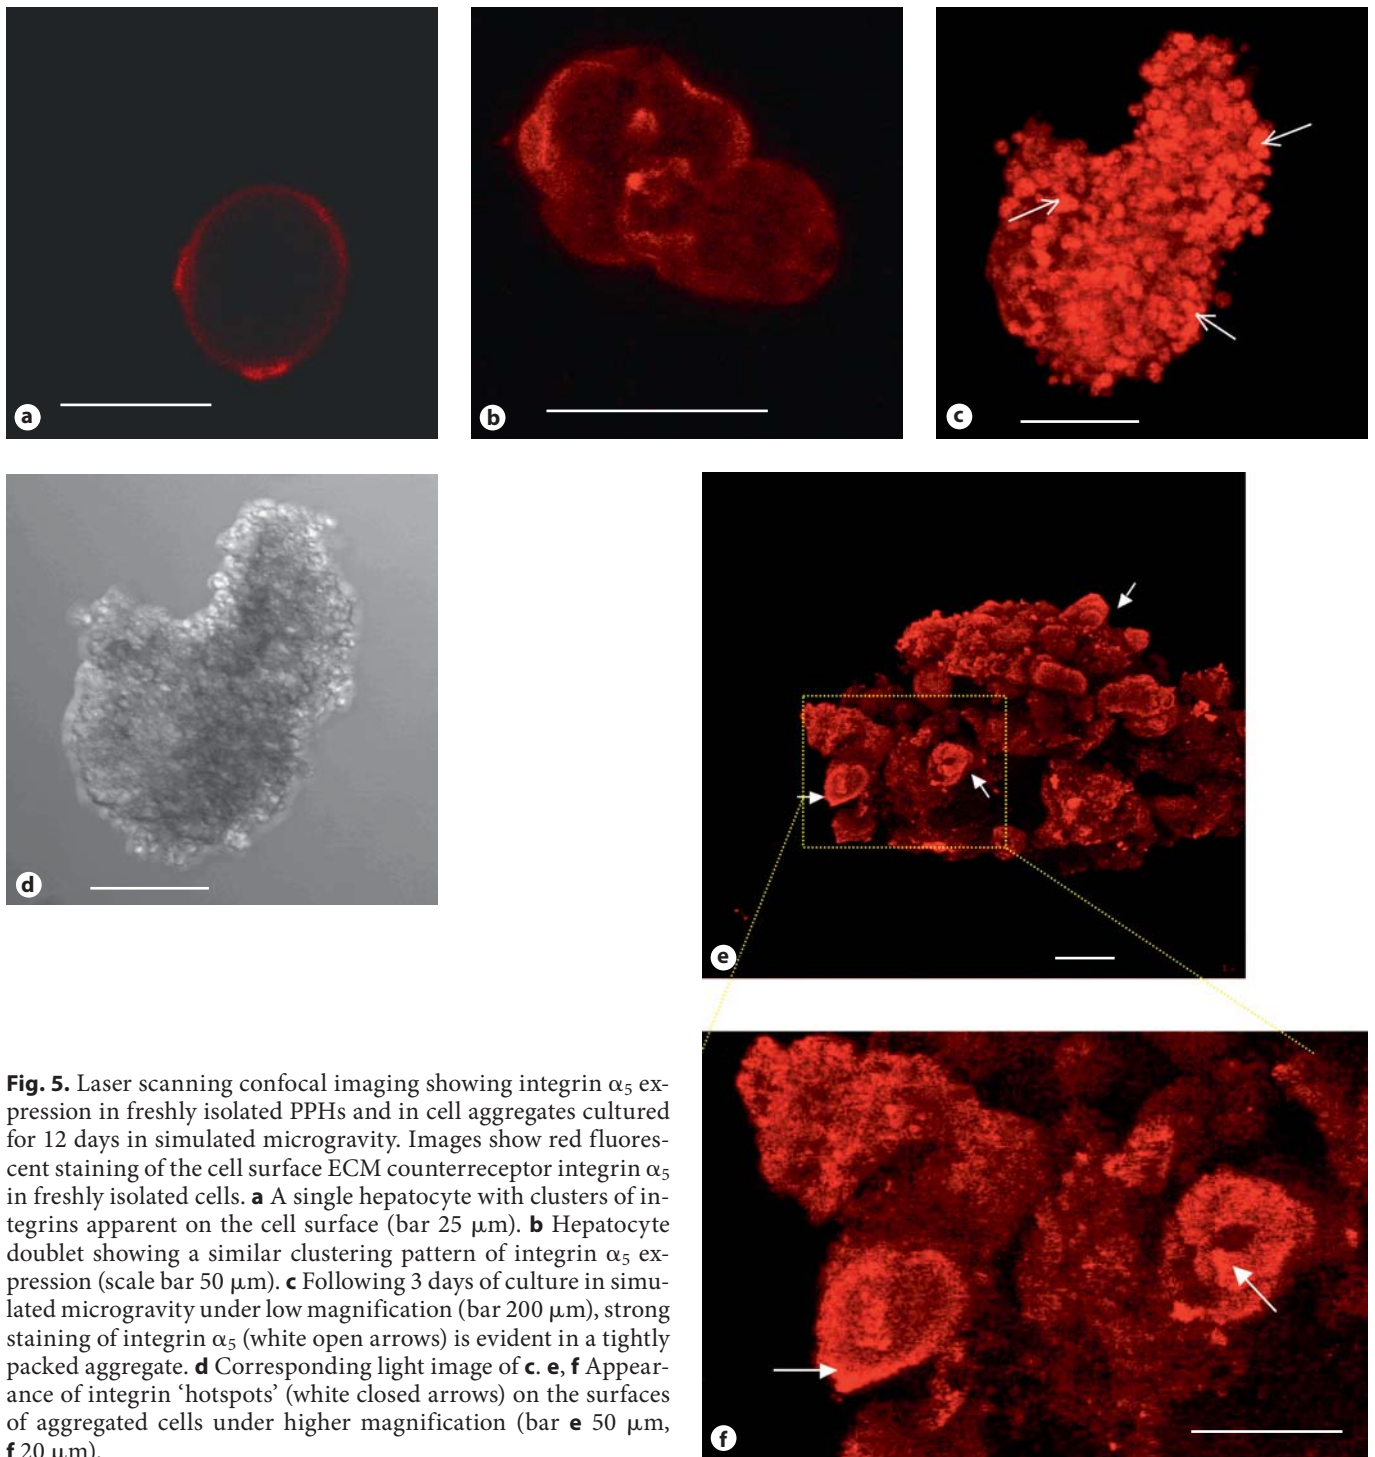 a
b
c
d
e
f
Fig. 5. Laser scanning confocal imaging showing integrin α5 ex-
pression in freshly isolated PPHs and in cell aggregates cultured
for 12 days in simulated microgravity. Images show red fluores-
cent staining of the cell surface ECM counterreceptor integrin α5
in freshly isolated cells. a A single hepatocyte with clusters of in-
tegrins apparent on the cell surface (bar 25 μm). b Hepatocyte
doublet showing a similar clustering pattern of integrin α5 ex-
pression (scale bar 50 μm). c Following 3 days of culture in simu-
lated microgravity under low magnification (bar 200 μm), strong
staining of integrin α5 (white open arrows) is evident in a tightly
packed aggregate. d Corresponding light image of c. e, f Appear-
ance of integrin ‘hotspots’ (white closed arrows) on the surfaces
of aggregated cells under higher magnification (bar e 50 μm,
f 20 μm).